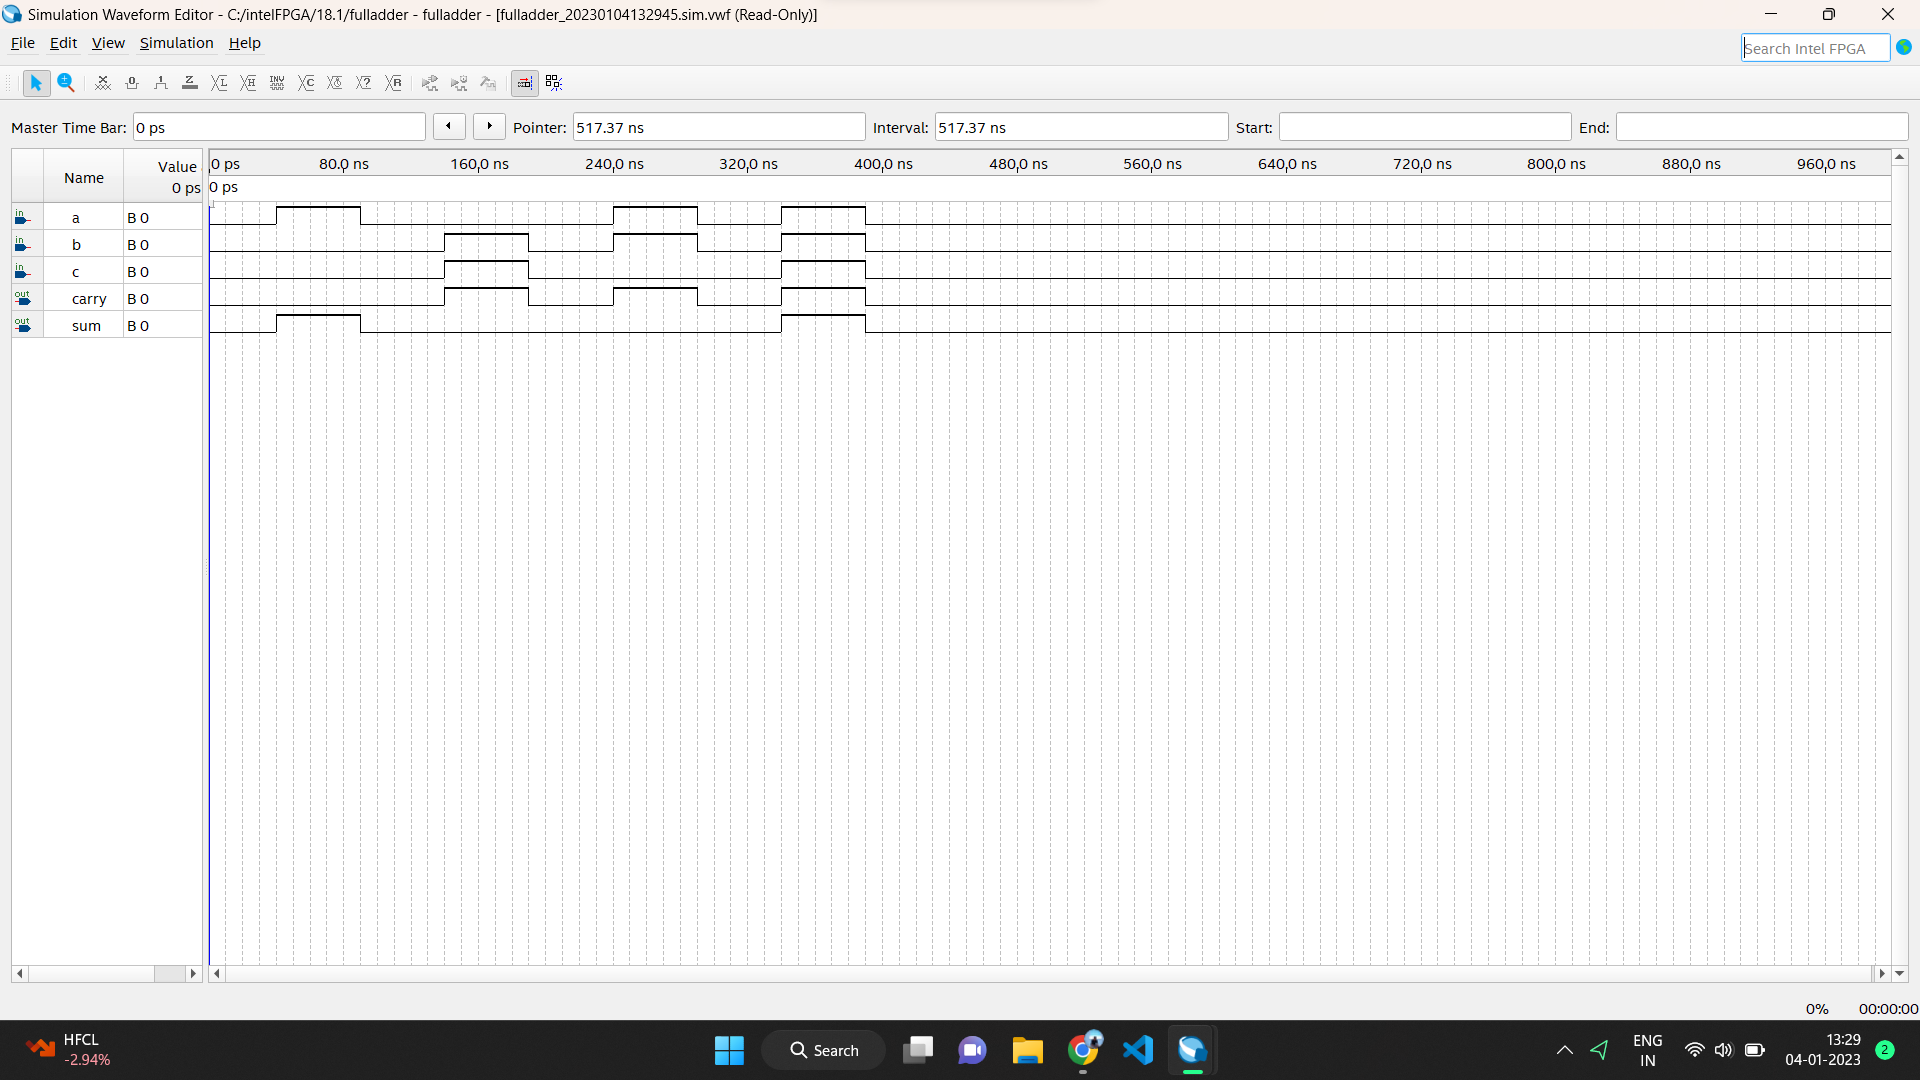 Simulation Waveform Editor - C:/intelFPGA/18.1/fulladder - fulladder - [fulladder_20230104132945.sim.vwf (Read-Only)]
File Edit View Simulation Help
Search Intel FPGA
Master Time Bar: 0 ps Pointer: 517.37 ns Interval: 517.37 ns Start: End:
Name Value 0 ps
0 ps 80.0 ns 160.0 ns 240.0 ns 320.0 ns 400.0 ns 480.0 ns 560.0 ns 640.0 ns 720.0 ns 800.0 ns 880.0 ns 960.0 ns
0 ps
in a B 0
in b B 0
in c B 0
out carry B 0
out sum B 0
0% 00:00:00
HFCL
-2.94%
Search
ENG
IN
13:29
04-01-2023
2